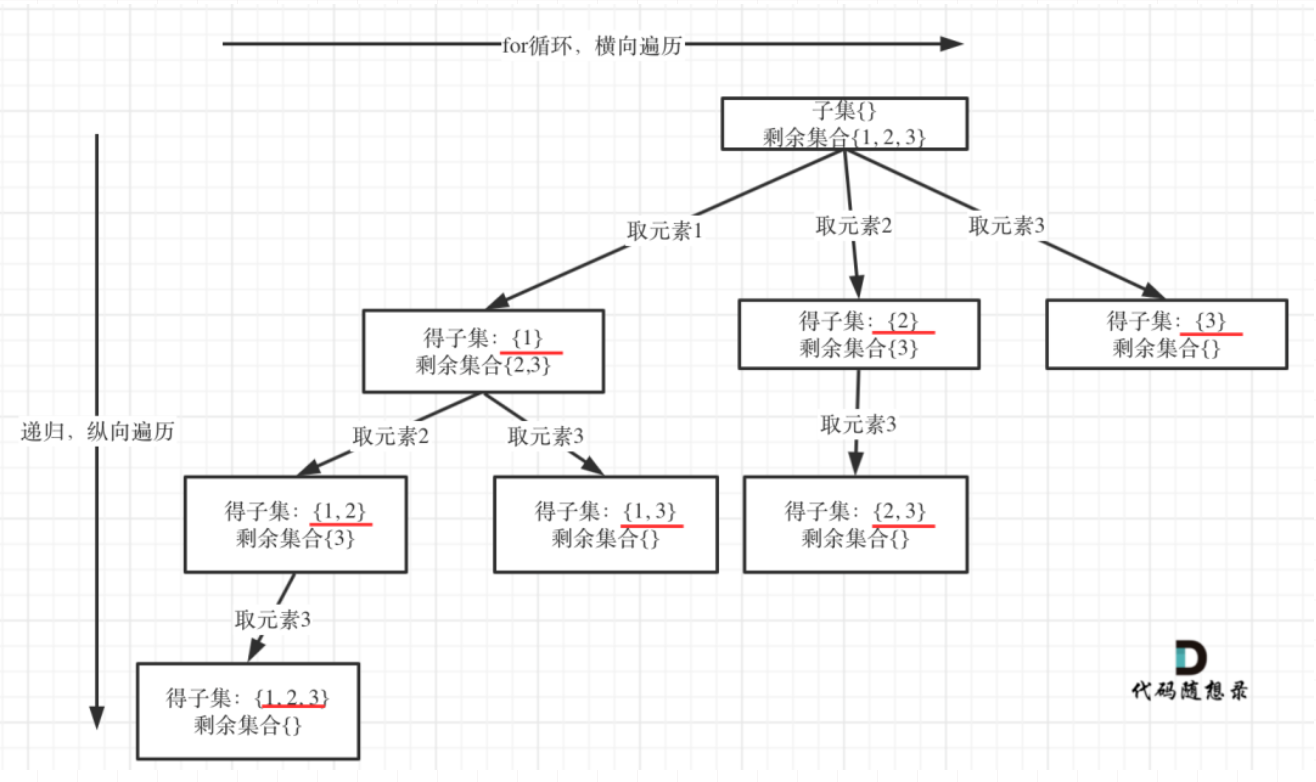 for循环，横向遍历
子集{}
剩余集合{1, 2, 3}
取元素1
取元素2
取元素3
得子集：{1}
剩余集合{2,3}
得子集：{2}
剩余集合{3}
得子集：{3}
剩余集合{}
递归，纵向遍历
取元素2
取元素3
取元素3
得子集：{1, 2}
剩余集合{3}
得子集：{1, 3}
剩余集合{}
得子集：{2, 3}
剩余集合{}
取元素3
得子集：{1, 2, 3}
剩余集合{}
D
代码随想录